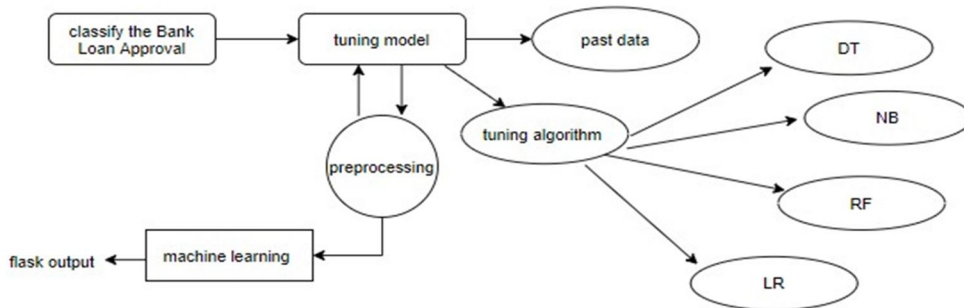 classify the Bank
Loan Approval
tuning model
past data
DT
tuning algorithm
NB
preprocessing
RF
machine learning
flask output
LR